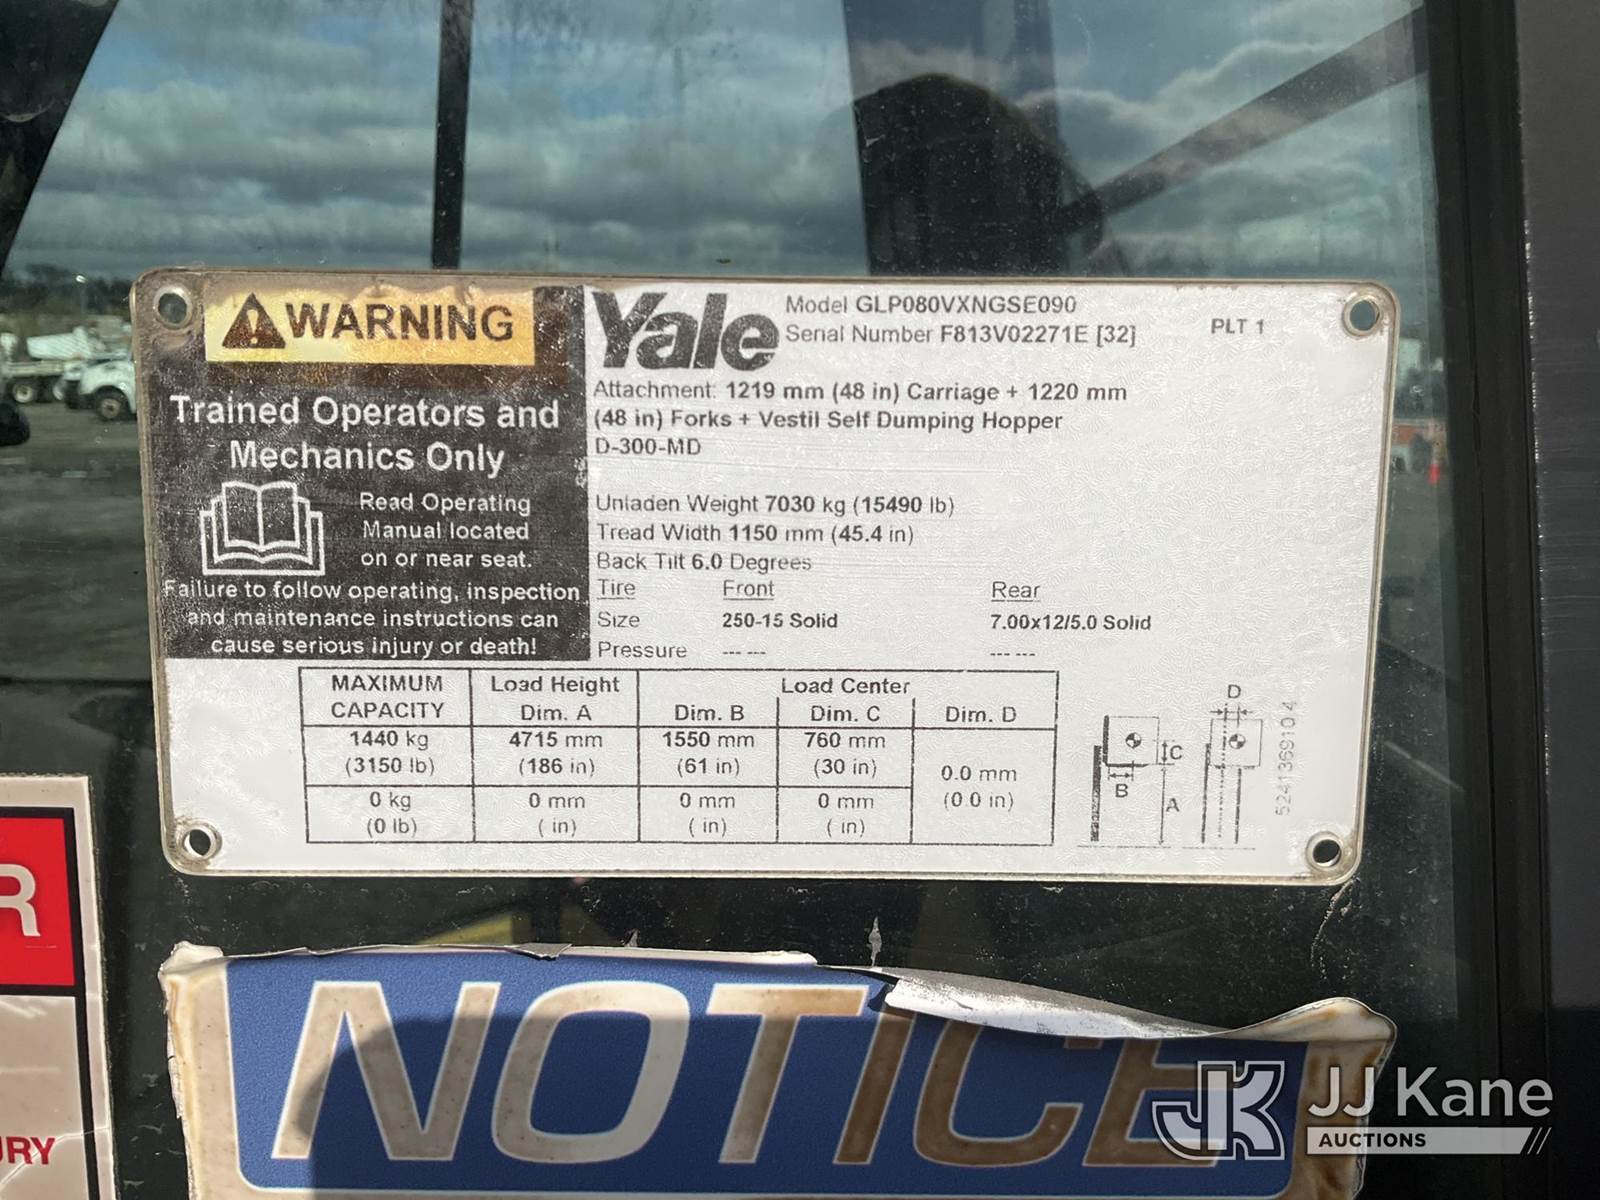 WARNING
Trained Operators and
Mechanics Only
Read Operating
Manual located
on or near seat.
Failure to follow operating, inspection
and maintenance instructions can
cause serious injury or death!
Yale
Model GLP080VXNGSE090
Serial Number F813V02271E [32]
PLT 1
Attachment: 1219 mm (48 in) Carriage + 1220 mm
(48 in) Forks + Vestil Self Dumping Hopper
D-300-MD
Unladen Weight 7030 kg (15490 lb)
Tread Width 1150 mm (45.4 in)
Back Tilt 6.0 Degrees
Tire Front Rear
Size 250-15 Solid 7.00x12/5.0 Solid
Pressure --- --- --- ---
MAXIMUM CAPACITY
Load Height
Dim. A
Load Center
Dim. B Dim. C Dim. D
1440 kg 4715 mm 1550 mm 760 mm
(3150 lb) (186 in) (61 in) (30 in)
0.0 mm
(0.0 in)
0 kg 0 mm 0 mm 0 mm
(0 lb) ( in) ( in) ( in)
C
B
A
D
524136910 4
R
URY
NOTICE
JK
JJ Kane
AUCTIONS